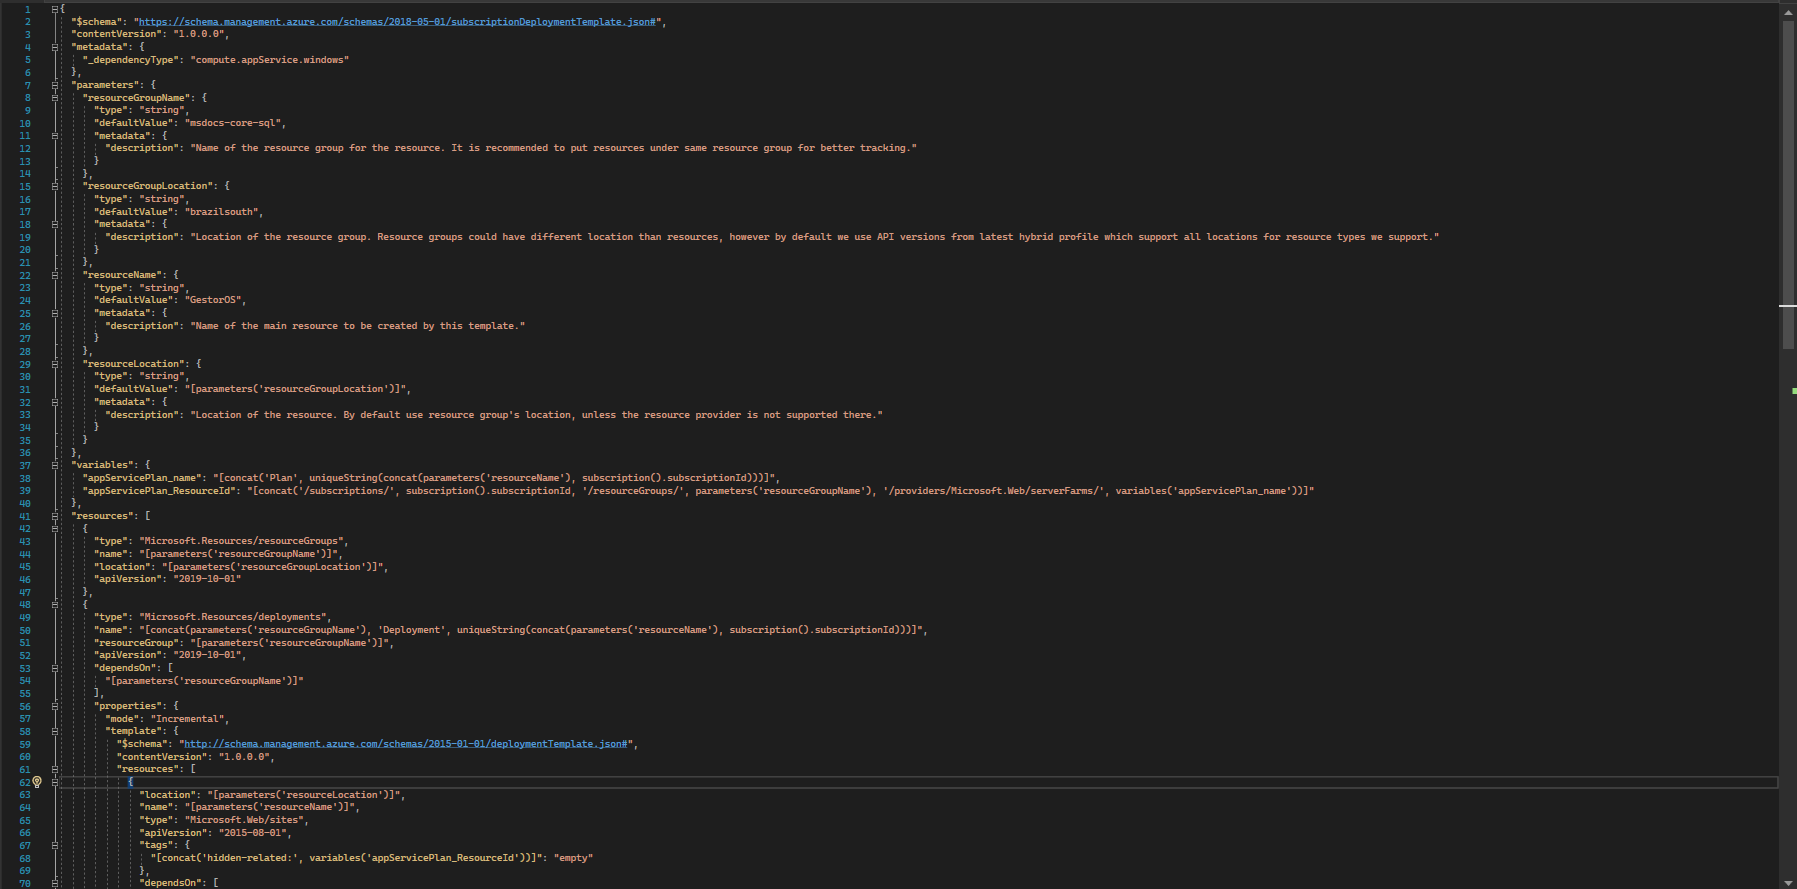 1 {
2 "$schema": "https://schema.management.azure.com/schemas/2018-05-01/subscriptionDeploymentTemplate.json#",
3 "contentVersion": "1.0.0.0",
4 "metadata": {
5 "_dependencyType": "compute.appService.windows"
6 },
7 "parameters": {
8 "resourceGroupName": {
9 "type": "string",
10 "defaultValue": "msdocs-core-sql",
11 "metadata": {
12 "description": "Name of the resource group for the resource. It is recommended to put resources under same resource group for better tracking."
13 }
14 },
15 "resourceGroupLocation": {
16 "type": "string",
17 "defaultValue": "brazilsouth",
18 "metadata": {
19 "description": "Location of the resource group. Resource groups could have different location than resources, however by default we use API versions from latest hybrid profile which support all locations for resource types we support."
20 }
21 },
22 "resourceName": {
23 "type": "string",
24 "defaultValue": "GestorOS",
25 "metadata": {
26 "description": "Name of the main resource to be created by this template."
27 }
28 },
29 "resourceLocation": {
30 "type": "string",
31 "defaultValue": "[parameters('resourceGroupLocation')]",
32 "metadata": {
33 "description": "Location of the resource. By default use resource group's location, unless the resource provider is not supported there."
34 }
35 }
36 },
37 "variables": {
38 "appServicePlan_name": "[concat('Plan', uniqueString(concat(parameters('resourceName'), subscription().subscriptionId)))]",
39 "appServicePlan_ResourceId": "[concat('/subscriptions/', subscription().subscriptionId, '/resourceGroups/', parameters('resourceGroupName'), '/providers/Microsoft.Web/serverFarms/', variables('appServicePlan_name'))]"
40 },
41 "resources": [
42 {
43 "type": "Microsoft.Resources/resourceGroups",
44 "name": "[parameters('resourceGroupName')]",
45 "location": "[parameters('resourceGroupLocation')]",
46 "apiVersion": "2019-10-01"
47 },
48 {
49 "type": "Microsoft.Resources/deployments",
50 "name": "[concat(parameters('resourceGroupName'), 'Deployment', uniqueString(concat(parameters('resourceName'), subscription().subscriptionId)))]",
51 "resourceGroup": "[parameters('resourceGroupName')]",
52 "apiVersion": "2019-10-01",
53 "dependsOn": [
54 "[parameters('resourceGroupName')]"
55 ],
56 "properties": {
57 "mode": "Incremental",
58 "template": {
59 "$schema": "http://schema.management.azure.com/schemas/2015-01-01/deploymentTemplate.json#",
60 "contentVersion": "1.0.0.0",
61 "resources": [
62 {
63 "location": "[parameters('resourceLocation')]",
64 "name": "[parameters('resourceName')]",
65 "type": "Microsoft.Web/sites",
66 "apiVersion": "2015-08-01",
67 "tags": {
68 "[concat('hidden-related:', variables('appServicePlan_ResourceId'))]": "empty"
69 },
70 "dependsOn": [